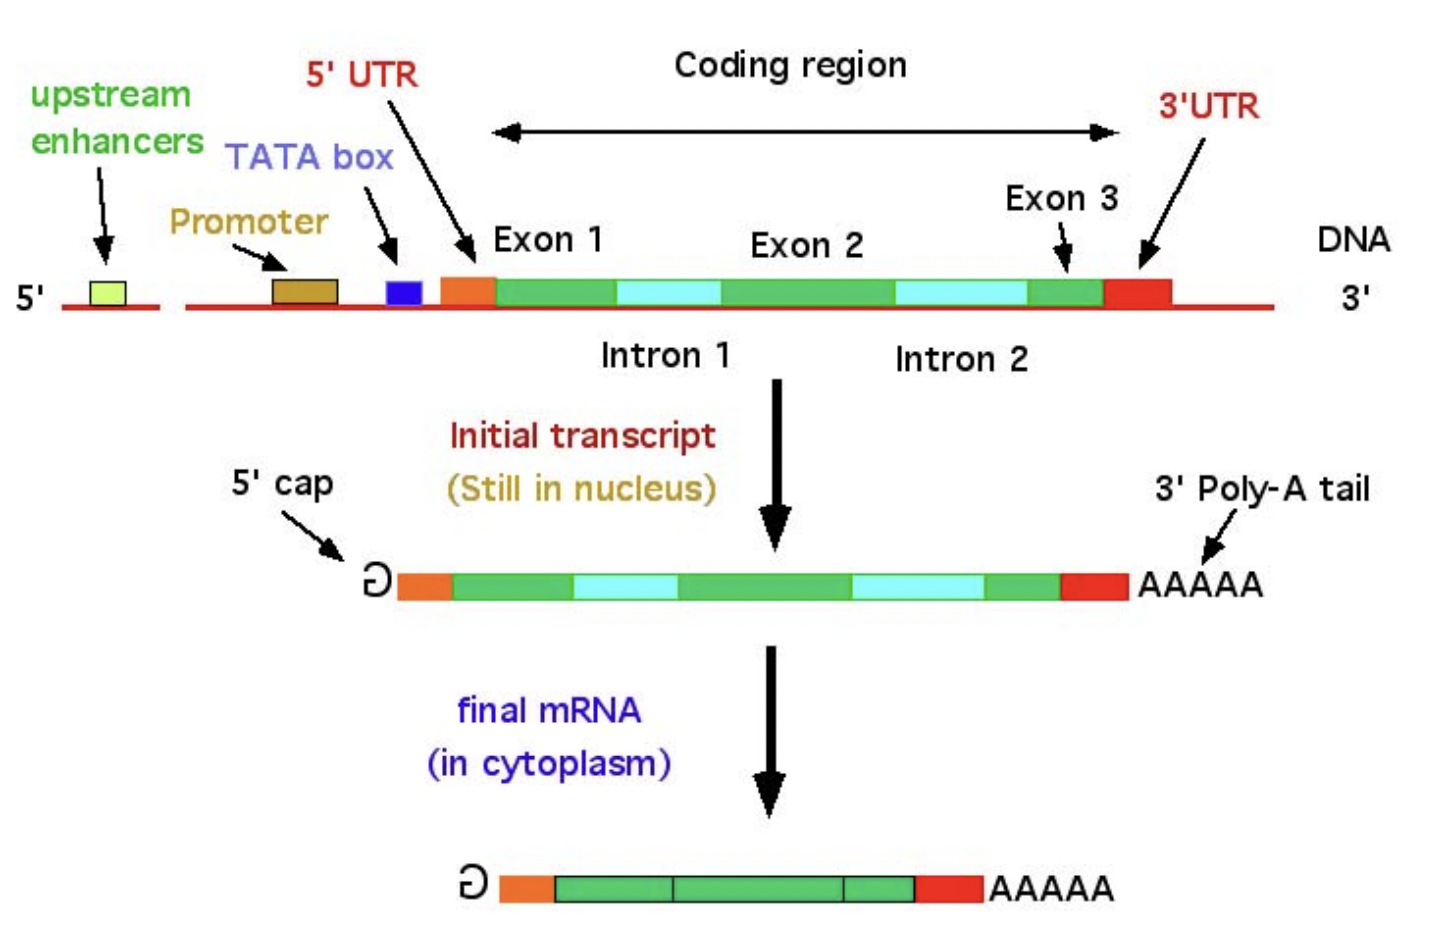 5' UTR
Coding region
upstream
enhancers
3'UTR
TATA box
Promoter
Exon 3
Exon 1
Exon 2
DNA
5'
3'
Intron 1
Intron 2
Initial transcript
(Still in nucleus)
5' cap
3' Poly-A tail
G
AAAAA
final mRNA
(in cytoplasm)
G
AAAAA